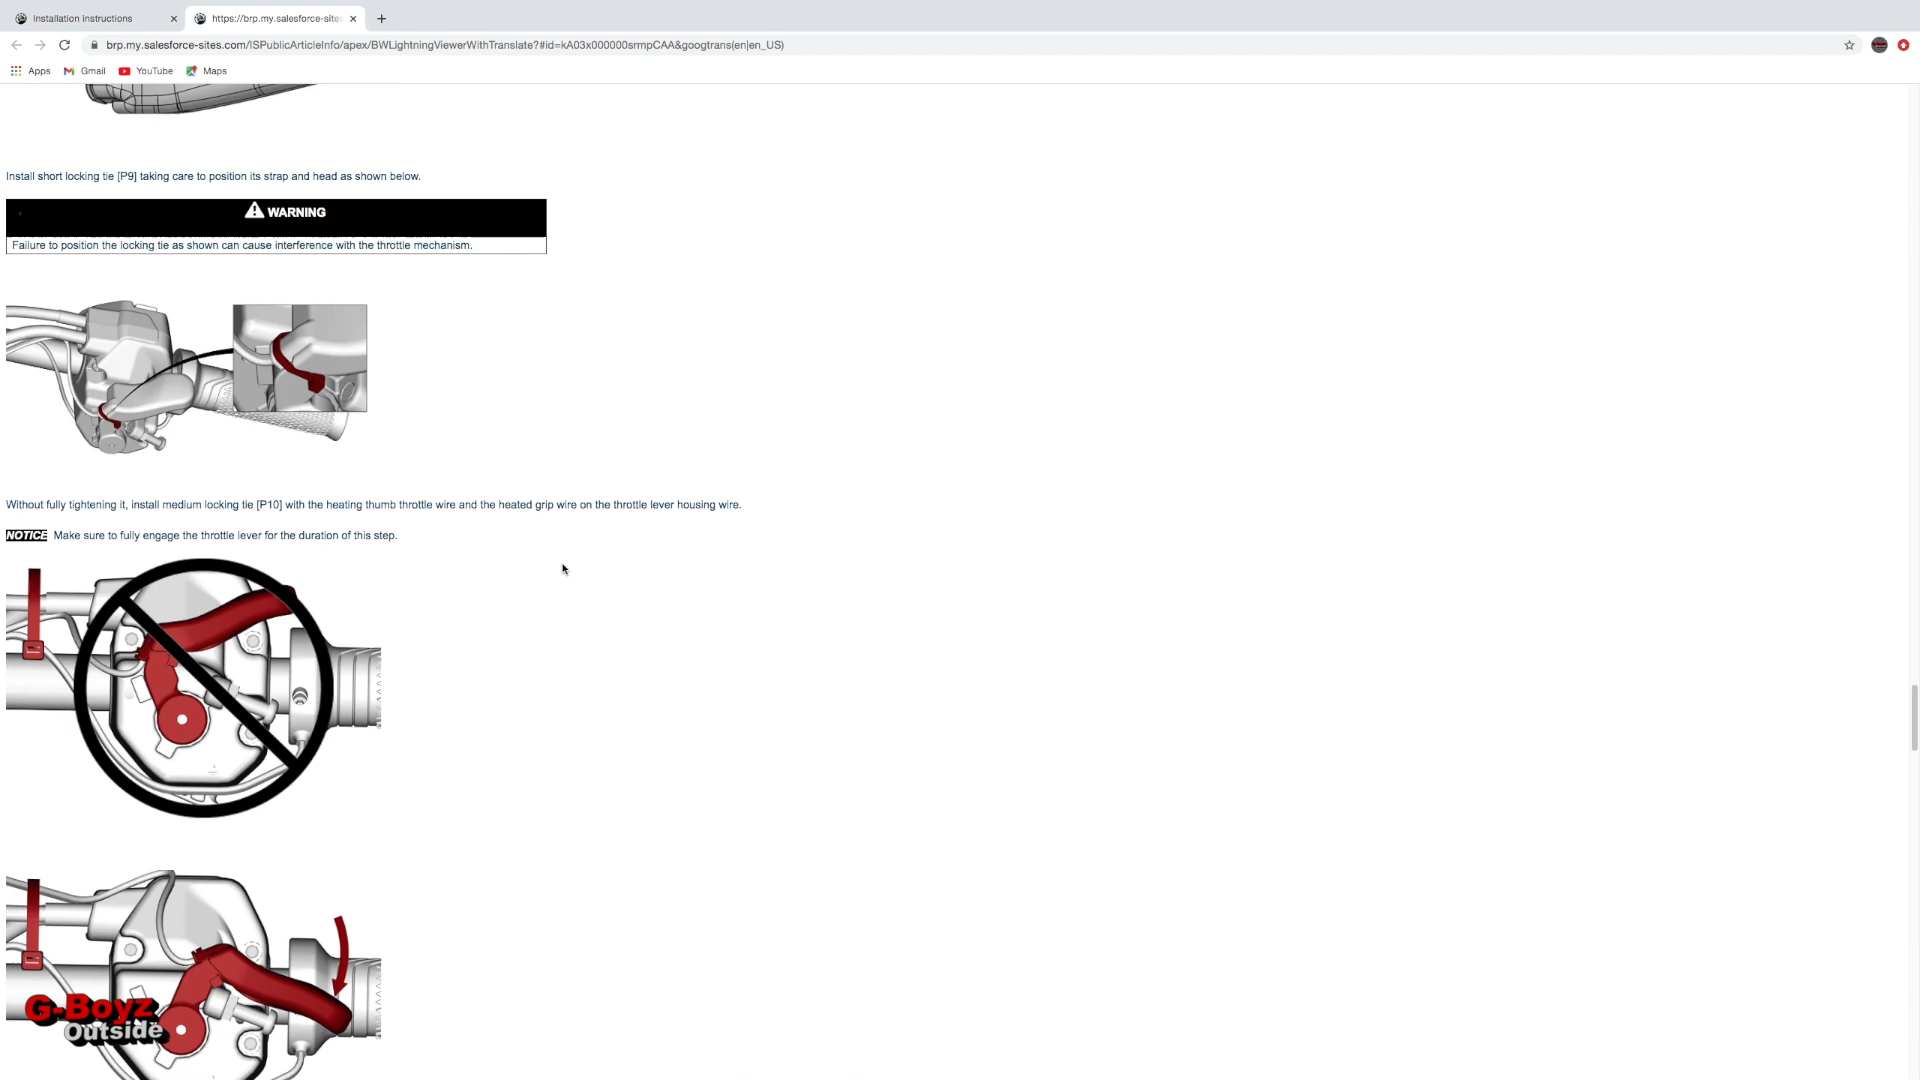 Installation instructions
https://brp.my.salesforce-sites
brp.my.salesforce-sites.com/ISPublicArticleInfo/apex/BWLightningViewerWithTranslate?#id=kA03x000000srmpCAA&googtrans(en|en_US)
Apps
Gmail
YouTube
Maps
Install short locking tie [P9] taking care to position its strap and head as shown below.
WARNING
Failure to position the locking tie as shown can cause interference with the throttle mechanism.
Without fully tightening it, install medium locking tie [P10] with the heating thumb throttle wire and the heated grip wire on the throttle lever housing wire.
NOTICE Make sure to fully engage the throttle lever for the duration of this step.
G-Boyz
Outside